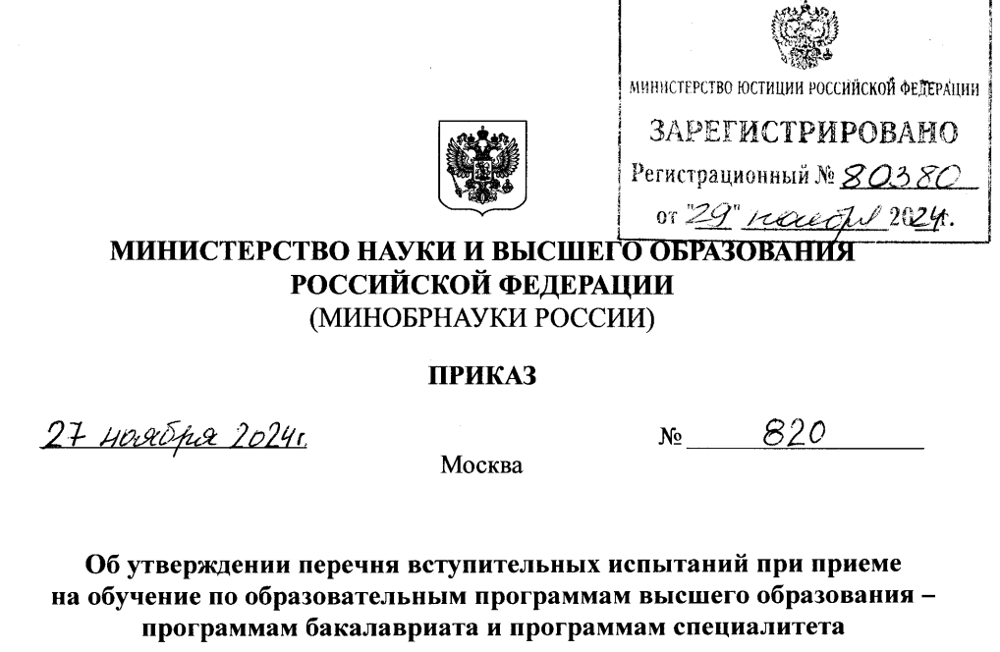 МИНИСТЕРСТВО ЮСТИЦИИ РОССИЙСКОЙ ФЕДЕРАЦИИ
ЗАРЕГИСТРИРОВАНО
Регистрационный № 80380
от "29" ноября 2024г.
МИНИСТЕРСТВО НАУКИ И ВЫСШЕГО ОБРАЗОВАНИЯ
РОССИЙСКОЙ ФЕДЕРАЦИИ
(МИНОБРНАУКИ РОССИИ)
ПРИКАЗ
27 ноября 2024г. № 820
Москва
Об утверждении перечня вступительных испытаний при приеме
на обучение по образовательным программам высшего образования –
программам бакалавриата и программам специалитета